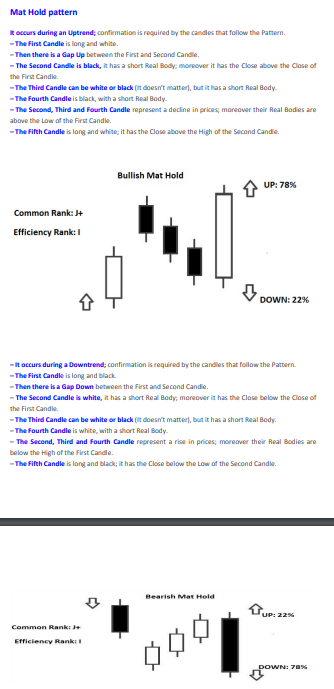 Mat Hold pattern
It occurs during an Uptrend; confirmation is required by the candles that follow the Pattern.
– The First Candle is long and white.
– Then there is a Gap Up between the First and Second Candle.
– The Second Candle is black, it has a short Real Body; moreover it has the Close above the Close of
the First Candle.
– The Third Candle can be white or black (It doesn't matter), but it has a short Real Body.
– The Fourth Candle is black, with a short Real Body.
– The Second, Third and Fourth Candle represent a decline in prices; moreover their Real Bodies are
above the Low of the First Candle.
– The Fifth Candle is long and white; it has the Close above the High of the Second Candle.
Bullish Mat Hold
UP: 78%
Common Rank: J+
Efficiency Rank: I
DOWN: 22%
– It occurs during a Downtrend; confirmation is required by the candles that follow the Pattern.
– The First Candle is long and black.
– Then there is a Gap Down between the First and Second Candle.
– The Second Candle is white, it has a short Real Body; moreover it has the Close below the Close of
the First Candle.
– The Third Candle can be white or black (It doesn't matter), but it has a short Real Body.
– The Fourth Candle is white, with a short Real Body.
– The Second, Third and Fourth Candle represent a rise in prices; moreover their Real Bodies are
below the High of the First Candle.
– The Fifth Candle is long and black; it has the Close below the Low of the Second Candle.
Bearish Mat Hold
UP: 22%
Common Rank: J+
Efficiency Rank: I
DOWN: 78%